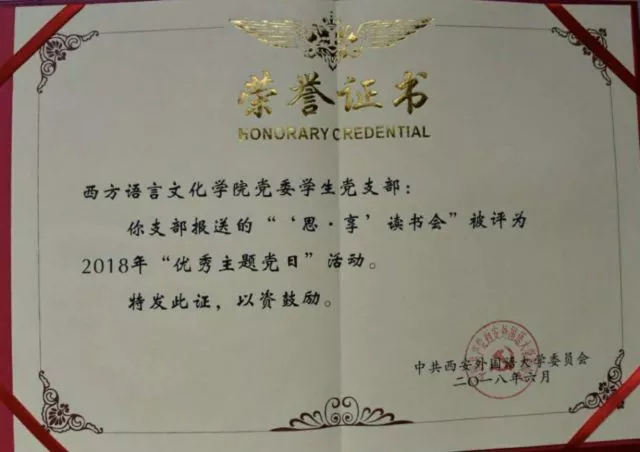 荣誉证书
HONORARY CREDENTIAL
西方语言文化学院党委学生党支部：
你支部报送的“‘思·享’读书会”被评为
2018年“优秀主题党日”活动。
特发此证，以资鼓励。
中共西安外国语大学委员会
二〇一八年六月